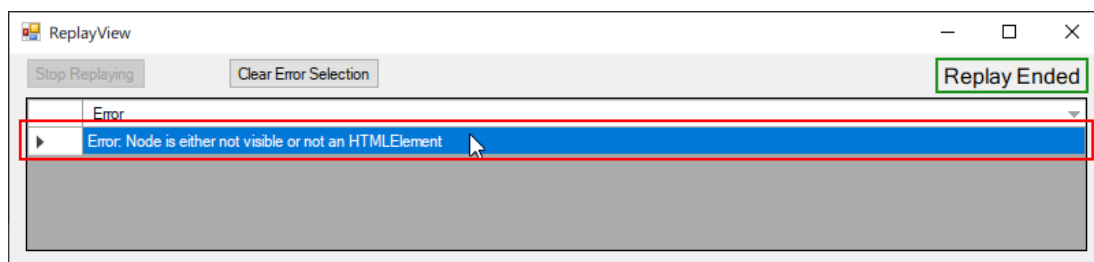 ReplayView
Stop Replaying Clear Error Selection Replay Ended
Error
Error: Node is either not visible or not an HTMLElement